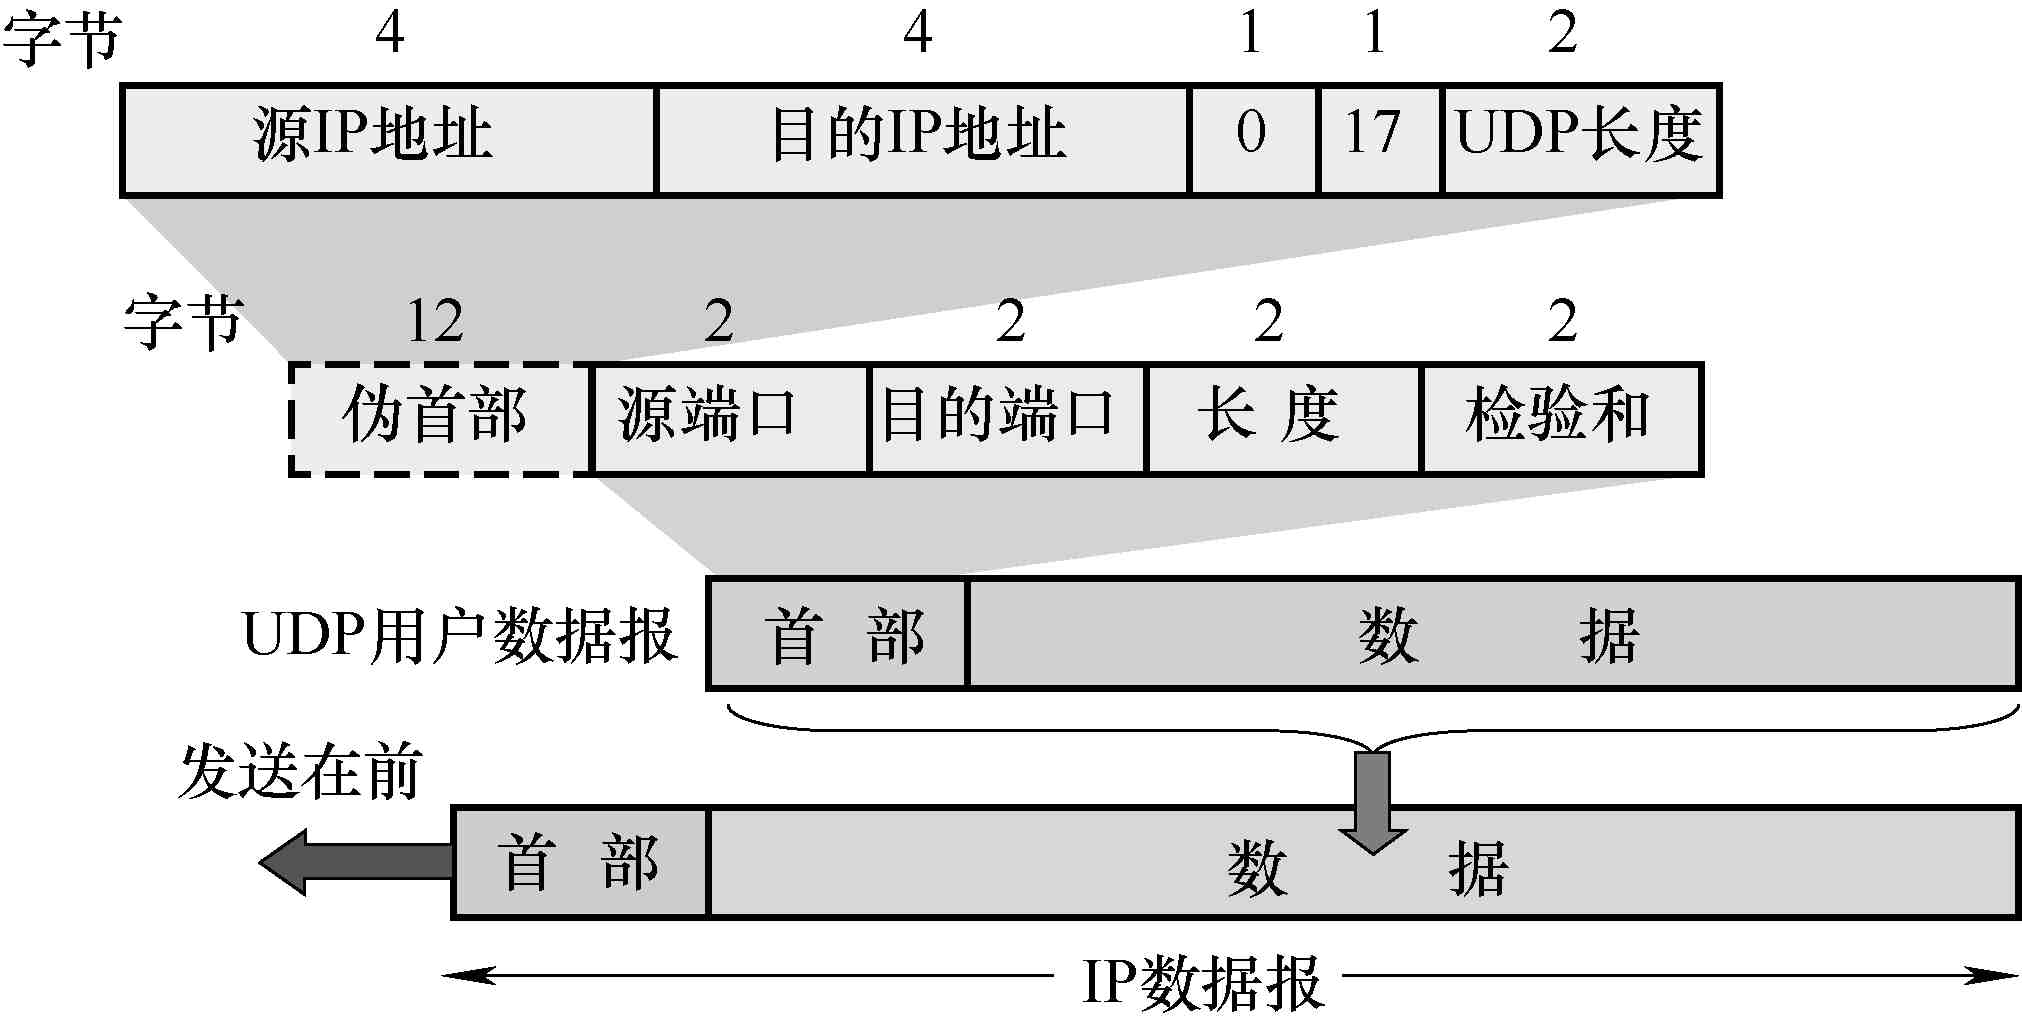 字节 4 4 1 1 2
源IP地址 目的IP地址 0 17 UDP长度
字节 12 2 2 2 2
伪首部 源端口 目的端口 长 度 检验和
UDP用户数据报 首 部 数 据
发送在前
首 部 数 据
IP数据报